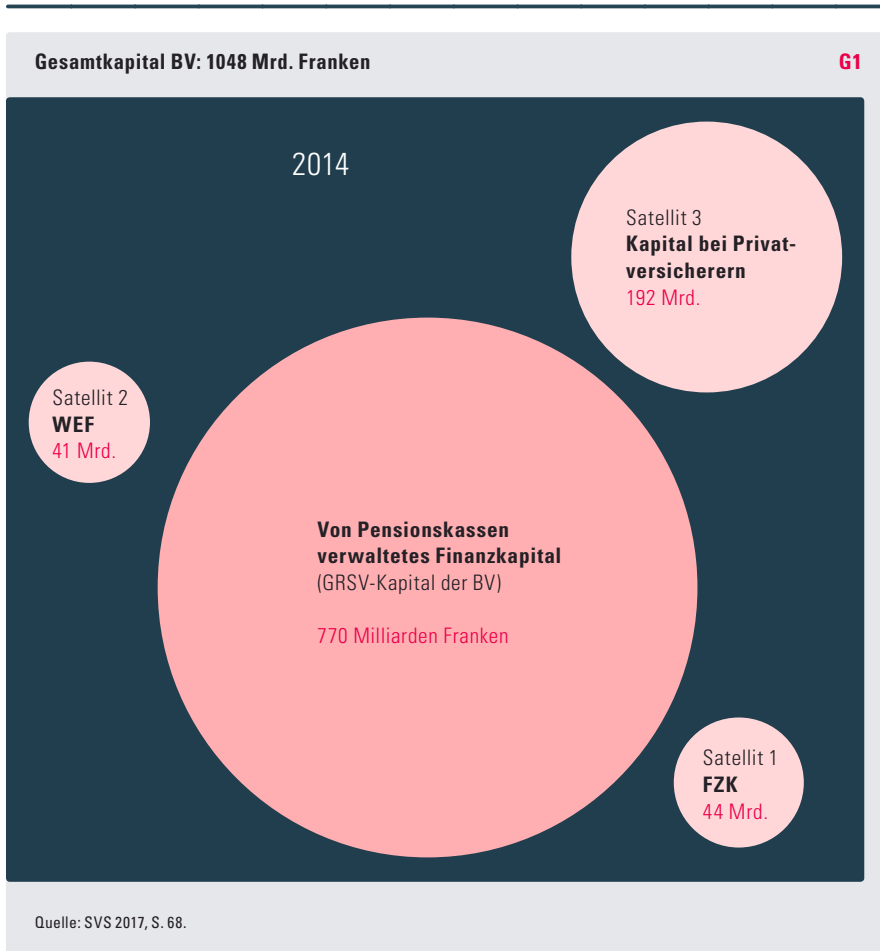 Gesamtkapital BV: 1048 Mrd. Franken
G1
2014
Satellit 3
Kapital bei Privat-
versicherern
192 Mrd.
Satellit 2
WEF
41 Mrd.
Von Pensionskassen
verwaltetes Finanzkapital
(GRSV-Kapital der BV)
770 Milliarden Franken
Satellit 1
FZK
44 Mrd.
Quelle: SVS 2017, S. 68.